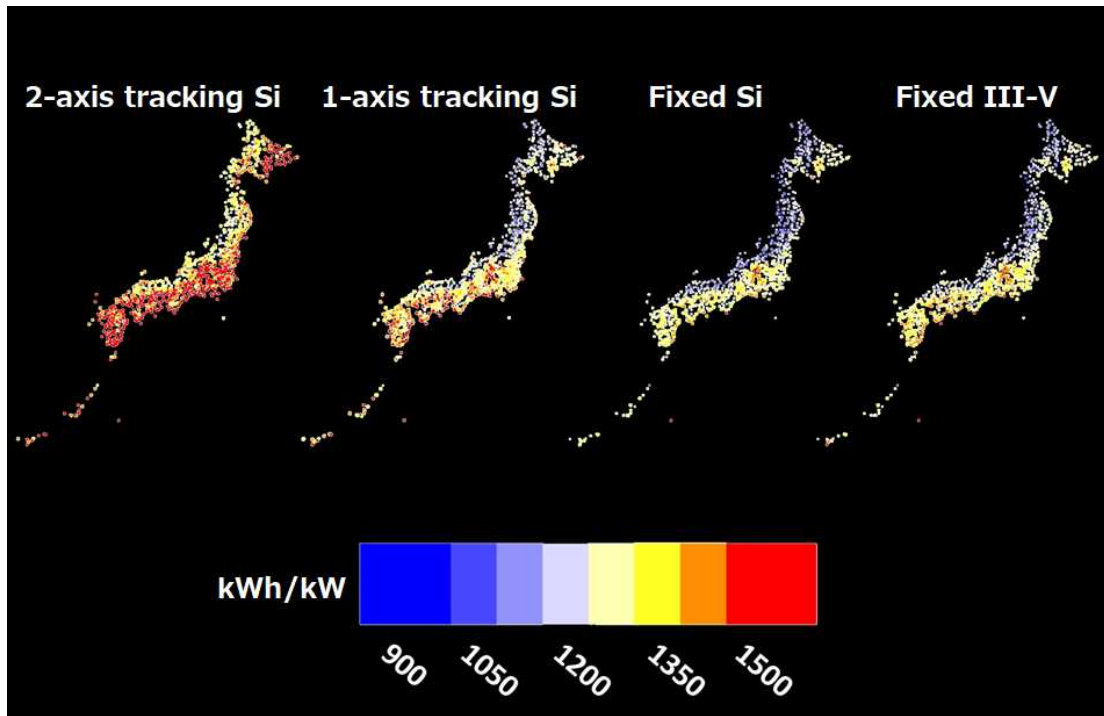 2-axis tracking Si
1-axis tracking Si
Fixed Si
Fixed III-V
kWh/kW
900
1050
1200
1350
1500